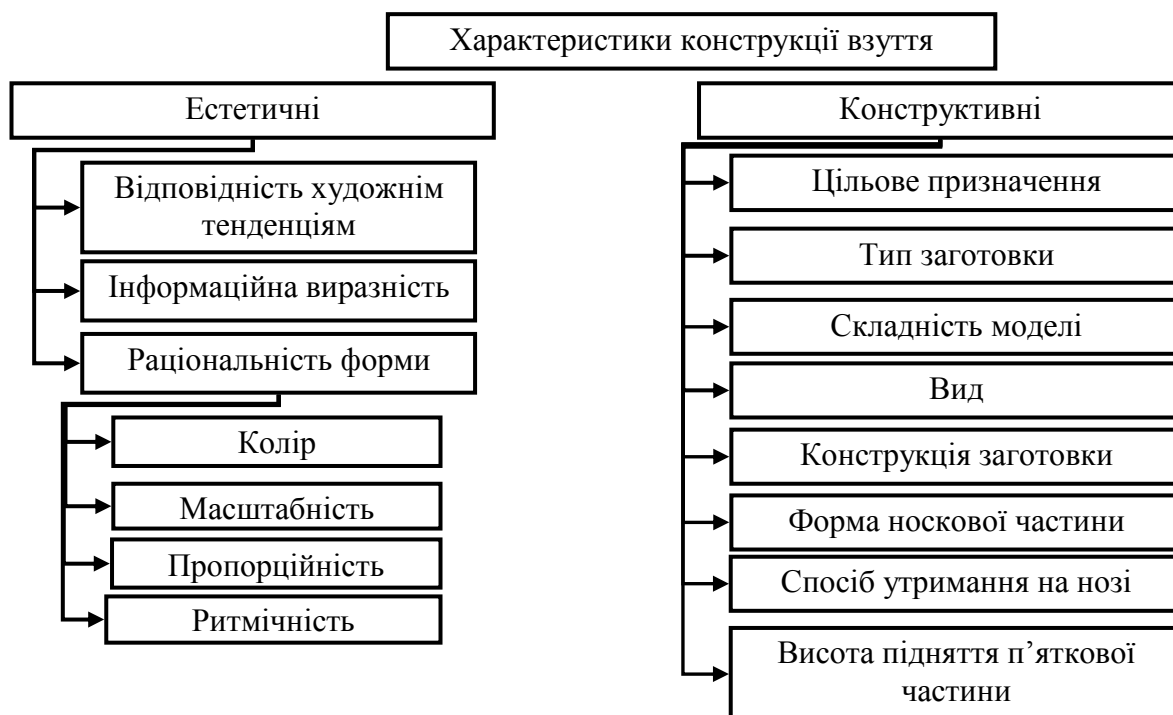 Характеристики конструкції взуття
Естетичні
Відповідність художнім
тенденціям
Інформаційна виразність
Раціональність форми
Колір
Масштабність
Пропорційність
Ритмічність
Конструктивні
Цільове призначення
Тип заготовки
Складність моделі
Вид
Конструкція заготовки
Форма носкової частини
Спосіб утримання на нозі
Висота підняття п’яткової
частини